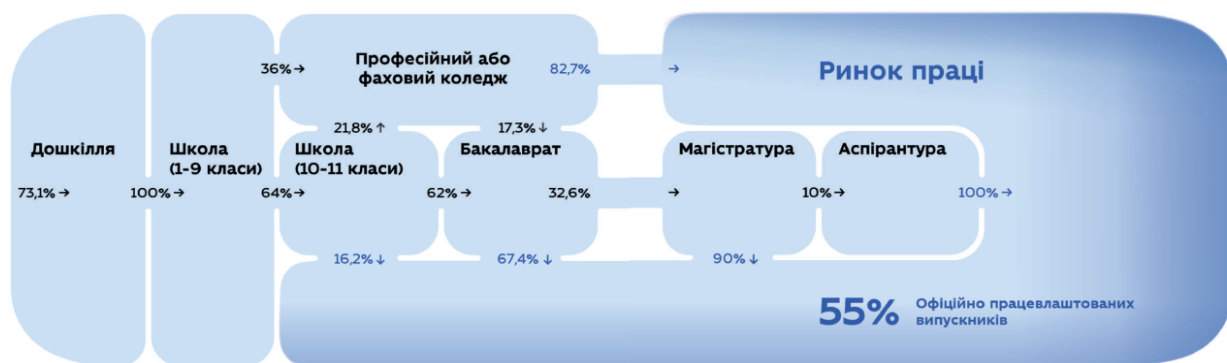 Професійний або
фаховий коледж
36% →
82,7%
→
Ринок праці
21,8% ↑
17,3% ↓
Дошкілля
Школа
(1-9 класи)
Школа
(10-11 класи)
Бакалаврат
Магістратура
Аспірантура
73,1% →
100% →
64% →
62% →
32,6%
→
10% →
100% →
16,2% ↓
67,4% ↓
90% ↓
55%
Офіційно працевлаштованих
випускників